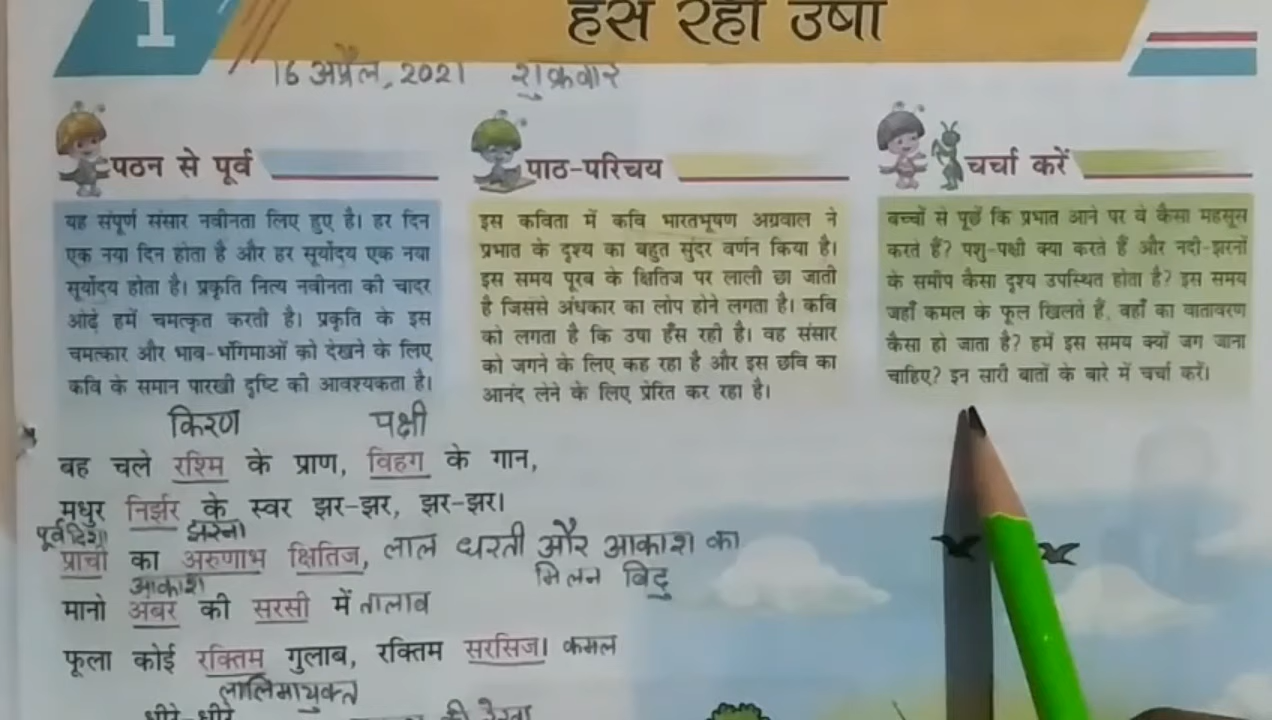 1
हँस रही उषा
16 अप्रैल, 2021 शुक्रवार
पठन से पूर्व
यह संपूर्ण संसार नवीनता लिए हुए है। हर दिन
एक नया दिन होता है और हर सूर्योदय एक नया
सूर्योदय होता है। प्रकृति नित्य नवीनता की चादर
ओढ़े हमें चमत्कृत करती है। प्रकृति के इस
चमत्कार और भाव-भंगिमाओं को देखने के लिए
कवि के समान पारखी दृष्टि की आवश्यकता है।
पाठ-परिचय
इस कविता में कवि भारतभूषण अग्रवाल ने
प्रभात के दृश्य का बहुत सुंदर वर्णन किया है।
इस समय पूरब के क्षितिज पर लाली छा जाती
है जिससे अंधकार का लोप होने लगता है। कवि
को लगता है कि उषा हँस रही है। वह संसार
को जगने के लिए कह रहा है और इस छवि का
आनंद लेने के लिए प्रेरित कर रहा है।
चर्चा करें
बच्चों से पूछें कि प्रभात आने पर वे कैसा महसूस
करते हैं? पशु-पक्षी क्या करते हैं और नदी-झरनों
के समीप कैसा दृश्य उपस्थित होता है? इस समय
जहाँ कमल के फूल खिलते हैं, वहाँ का वातावरण
कैसा हो जाता है? हमें इस समय क्यों जग जाना
चाहिए? इन सारी बातों के बारे में चर्चा करें।
किरण पक्षी
बह चले रश्मि के प्राण, विहग के गान,
मधुर निर्झर के स्वर झर-झर, झर-झर।
पूर्वदिशा झरना
प्राची का अरुणाभ क्षितिज, लाल धरती और आकाश का
आकाश मिलन बिंदु
मानो अंबर की सरसी में तालाब
फूला कोई रक्तिम गुलाब, रक्तिम सरसिज। कमल
लालिमायुक्त
धीरे-धीरे की रेखा